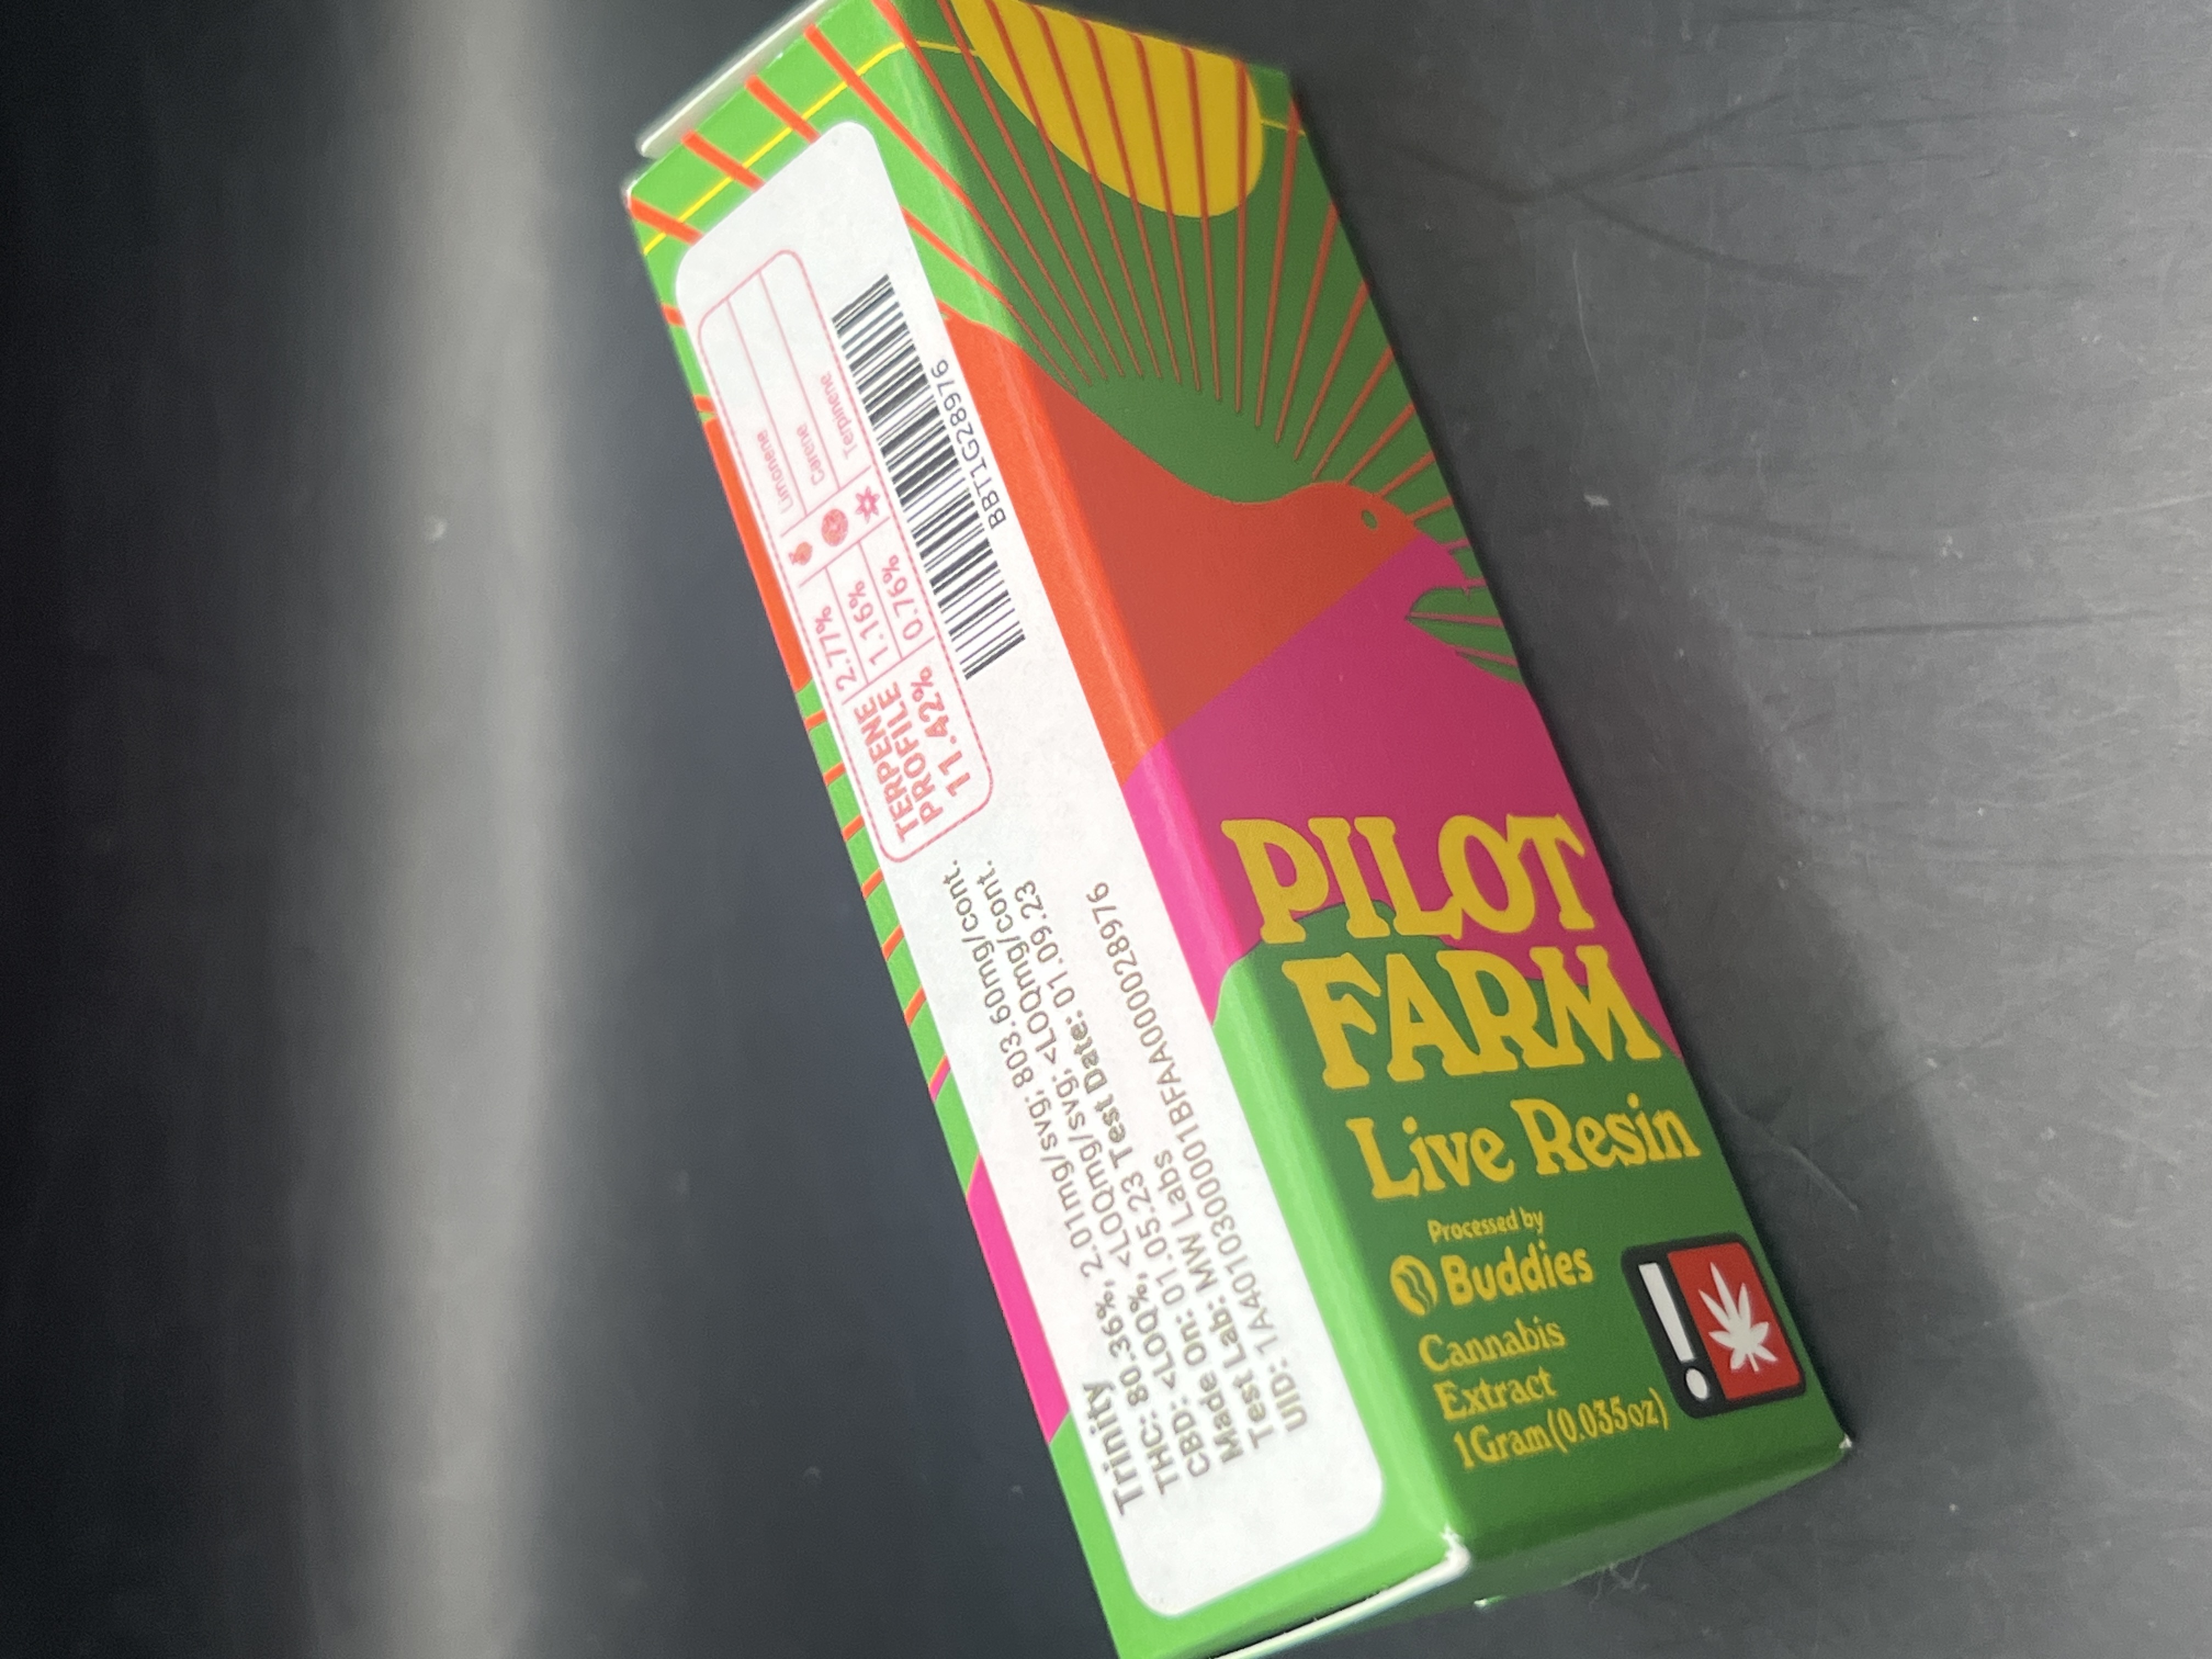 PILOT
FARM
Live Resin
Processed by
Buddies
Cannabis
Extract
1Gram(0.035oz)
Trinity
THC: 80.36%, 2.01mg/svg; 803.60mg/cont.
CBD: <LOQ%, <LOQmg/svg; <LOQmg/cont.
Made On: 01.05.23 Test Date: 01.09.23
Test Lab: MW Labs
UID: 1A4010300001BFAA000028976
TERPENE
PROFILE
11.42%
2.77% Limonene
1.16% Carene
0.76% Terpinene
BBT1G28976